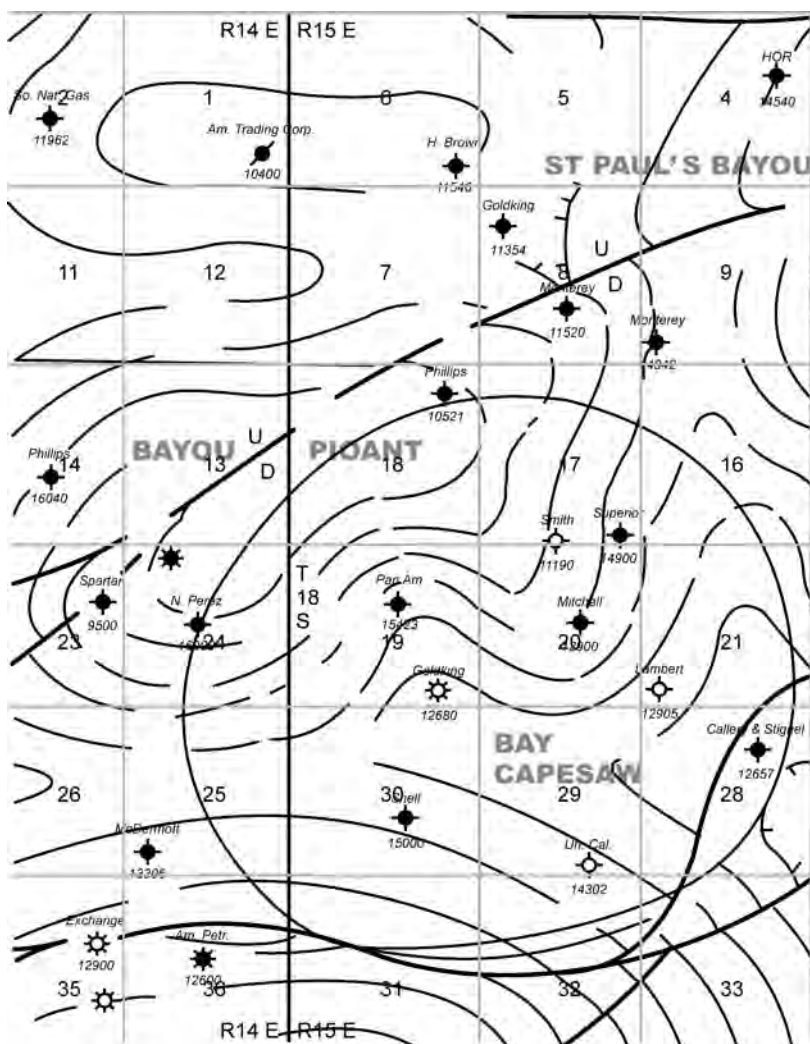 R14 E R15 E
HOR
2 1 6 5 4
So. Nat. Gas
14540
11962
Am. Trading Corp.
H. Brown
10400
11546
ST PAUL'S BAYOU
Goldking
11354
U
11 12 7 8 9
D
Monterey
11520
Monterey
Phillips
10521
U
BAYOU PIOANT
D
Phillips
14 13 18 17 16
16040
Smith
Superior
11190
14900
T
18
S
Spartan
9500
N. Perez
Pan Am
15423
Mitchell
23 24 19 20 21
Goldking
12680
Lambert
12905
BAY
CAPESAW
12657
26 25 30 29 28
Shell
15000
McDermott
Un. Cal.
14302
Exchange
12900
Am. Petr.
12600
35 36 31 32 33
R14 E R15 E